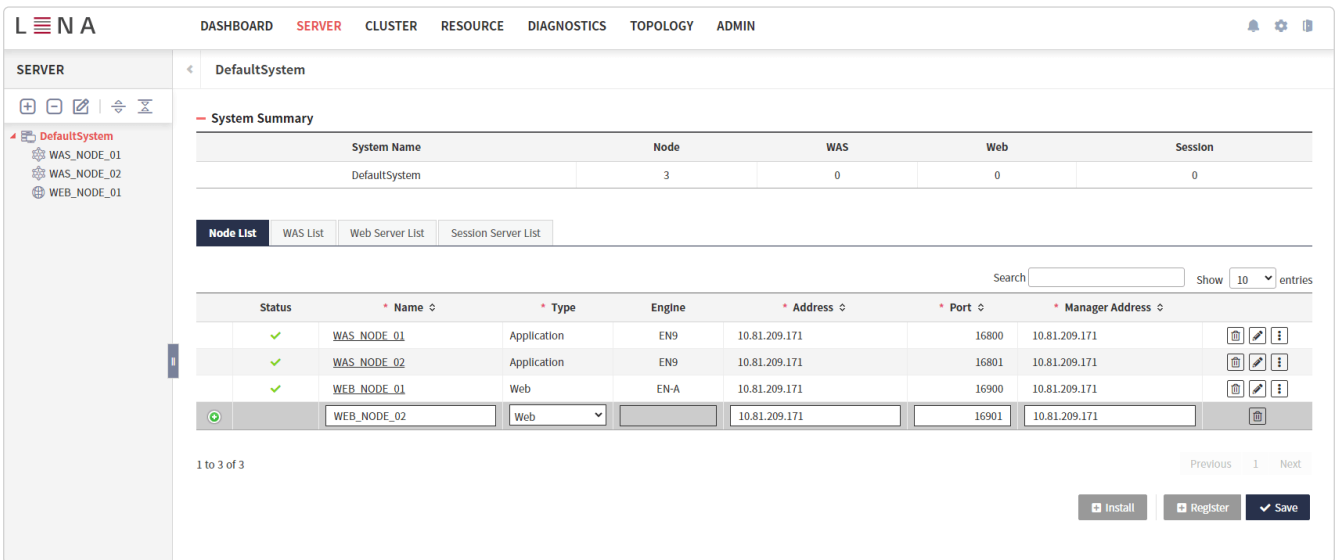 LENA DASHBOARD SERVER CLUSTER RESOURCE DIAGNOSTICS TOPOLOGY ADMIN
SERVER
DefaultSystem
DefaultSystem
WAS_NODE_01
WAS_NODE_02
WEB_NODE_01
System Summary
System Name Node WAS Web Session
DefaultSystem 3 0 0 0
Node List WAS List Web Server List Session Server List
Search Show 10 entries
Status * Name * Type Engine * Address * Port * Manager Address
WAS_NODE_01 Application EN9 10.81.209.171 16800 10.81.209.171
WAS_NODE_02 Application EN9 10.81.209.171 16801 10.81.209.171
WEB_NODE_01 Web EN-A 10.81.209.171 16900 10.81.209.171
WEB_NODE_02 Web 10.81.209.171 16901 10.81.209.171
1 to 3 of 3
Previous 1 Next
Install Register Save